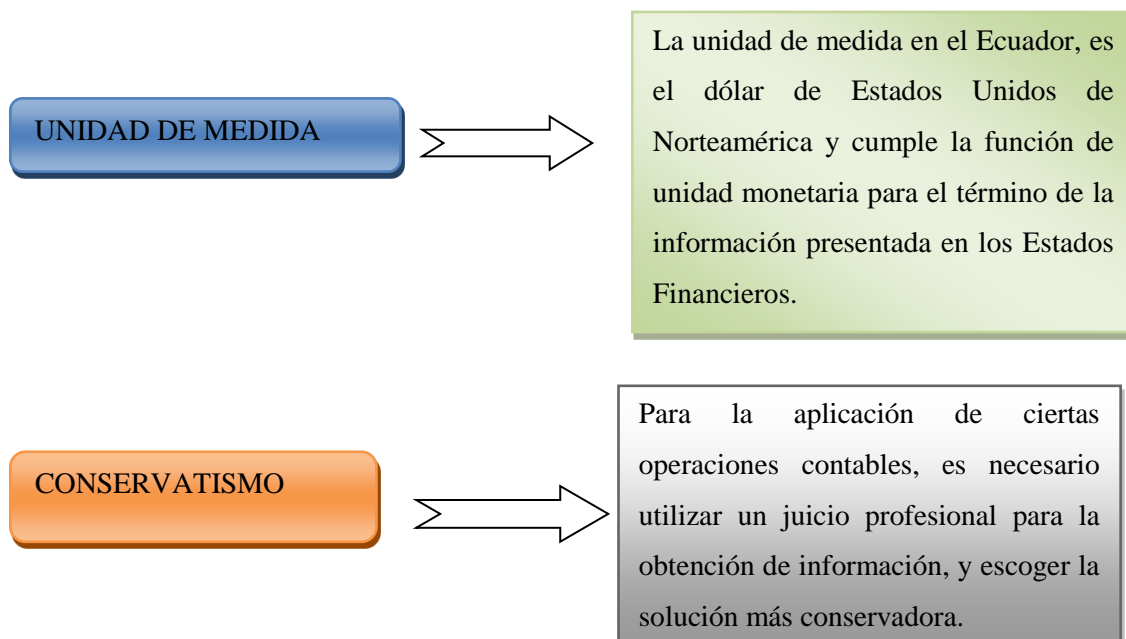 UNIDAD DE MEDIDA
La unidad de medida en el Ecuador, es
el dólar de Estados Unidos de
Norteamérica y cumple la función de
unidad monetaria para el término de la
información presentada en los Estados
Financieros.
CONSERVATISMO
Para la aplicación de ciertas
operaciones contables, es necesario
utilizar un juicio profesional para la
obtención de información, y escoger la
solución más conservadora.